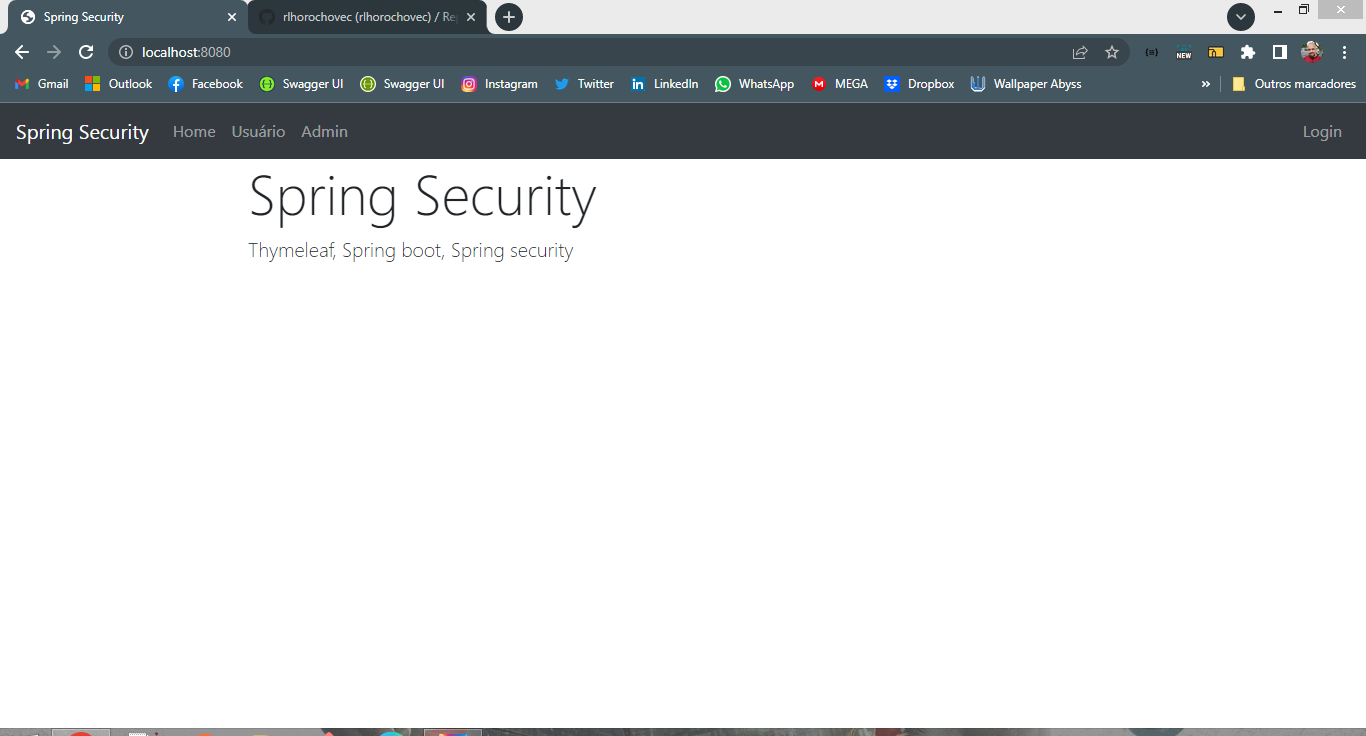 Spring Security
rlhorochovec (rlhorochovec) / Re
localhost:8080
NEW
Gmail Outlook Facebook Swagger UI Swagger UI Instagram Twitter LinkedIn WhatsApp MEGA Dropbox Wallpaper Abyss » Outros marcadores
Spring Security Home Usuário Admin Login
Spring Security
Thymeleaf, Spring boot, Spring security